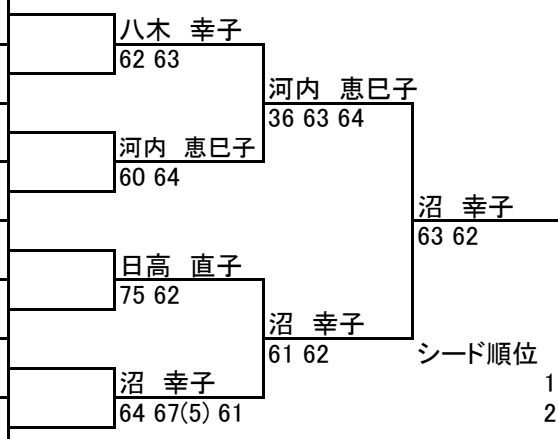 八木　幸子
62 63
河内　恵巳子
36 63 64
河内　恵巳子
60 64
沼　幸子
63 62
日高　直子
75 62
沼　幸子
61 62
シード順位
1
2
沼　幸子
64 67(5) 61